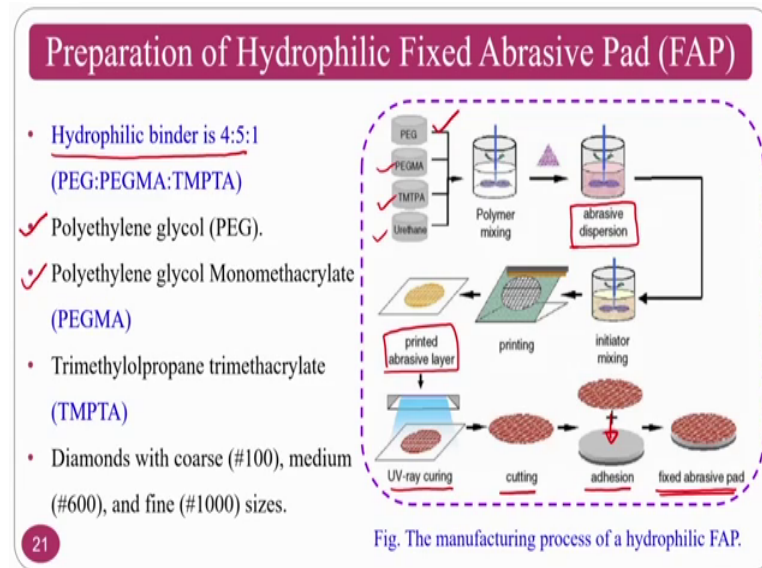 Preparation of Hydrophilic Fixed Abrasive Pad (FAP)
• Hydrophilic binder is 4:5:1
(PEG:PEGMA:TMPTA)
• Polyethylene glycol (PEG).
• Polyethylene glycol Monomethacrylate
(PEGMA)
• Trimethylolpropane trimethacrylate
(TMPTA)
• Diamonds with coarse (#100), medium
(#600), and fine (#1000) sizes.
21
PEG
PEGMA
TMTPA
Urethane
Polymer
mixing
abrasive
dispersion
printed
abrasive layer
printing
initiator
mixing
UV-ray curing
cutting
adhesion
fixed abrasive pad
Fig. The manufacturing process of a hydrophilic FAP.